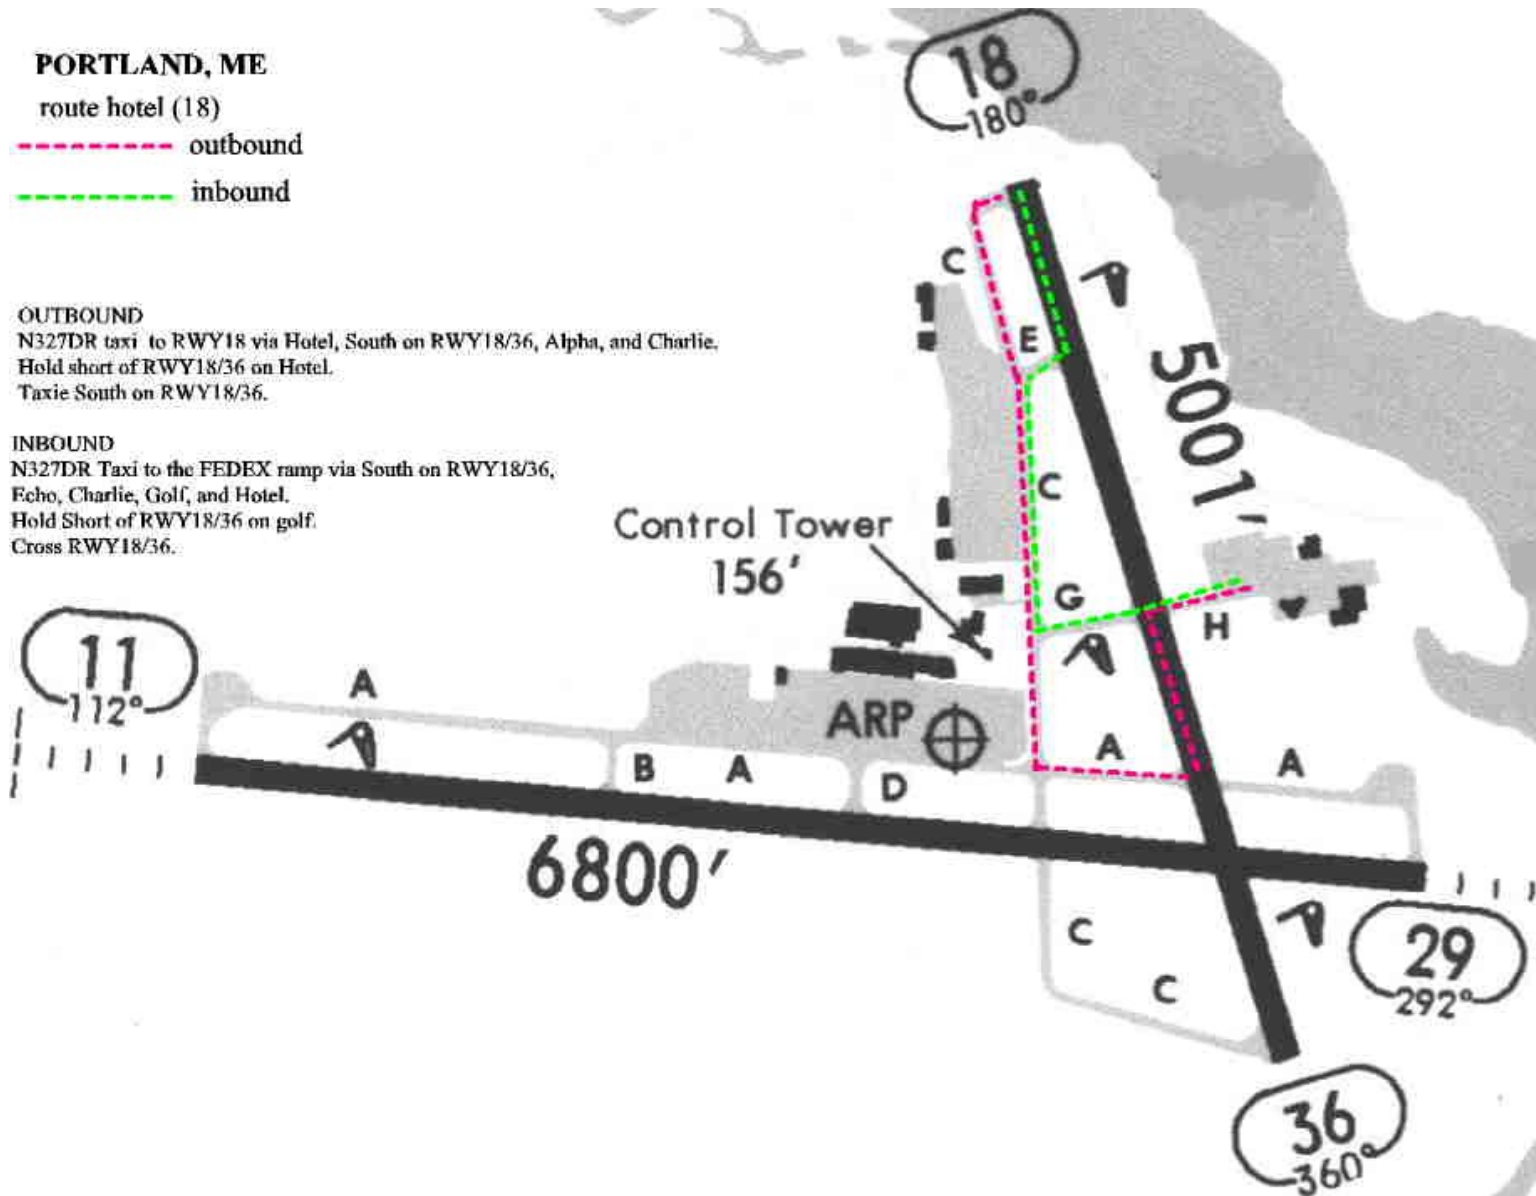 PORTLAND, ME
route hotel (18)
outbound
inbound
OUTBOUND
N327DR taxi to RWY18 via Hotel, South on RWY18/36, Alpha, and Charlie.
Hold short of RWY18/36 on Hotel.
Taxie South on RWY18/36.
INBOUND
N327DR Taxi to the FEDEX ramp via South on RWY18/36,
Echo, Charlie, Golf, and Hotel.
Hold Short of RWY18/36 on golf.
Cross RWY18/36.
18
180°
C
E
5001'
C
Control Tower
156'
G
H
11
112°
A
ARP
A
A
B
A
D
6800'
C
C
29
292°
36
360°